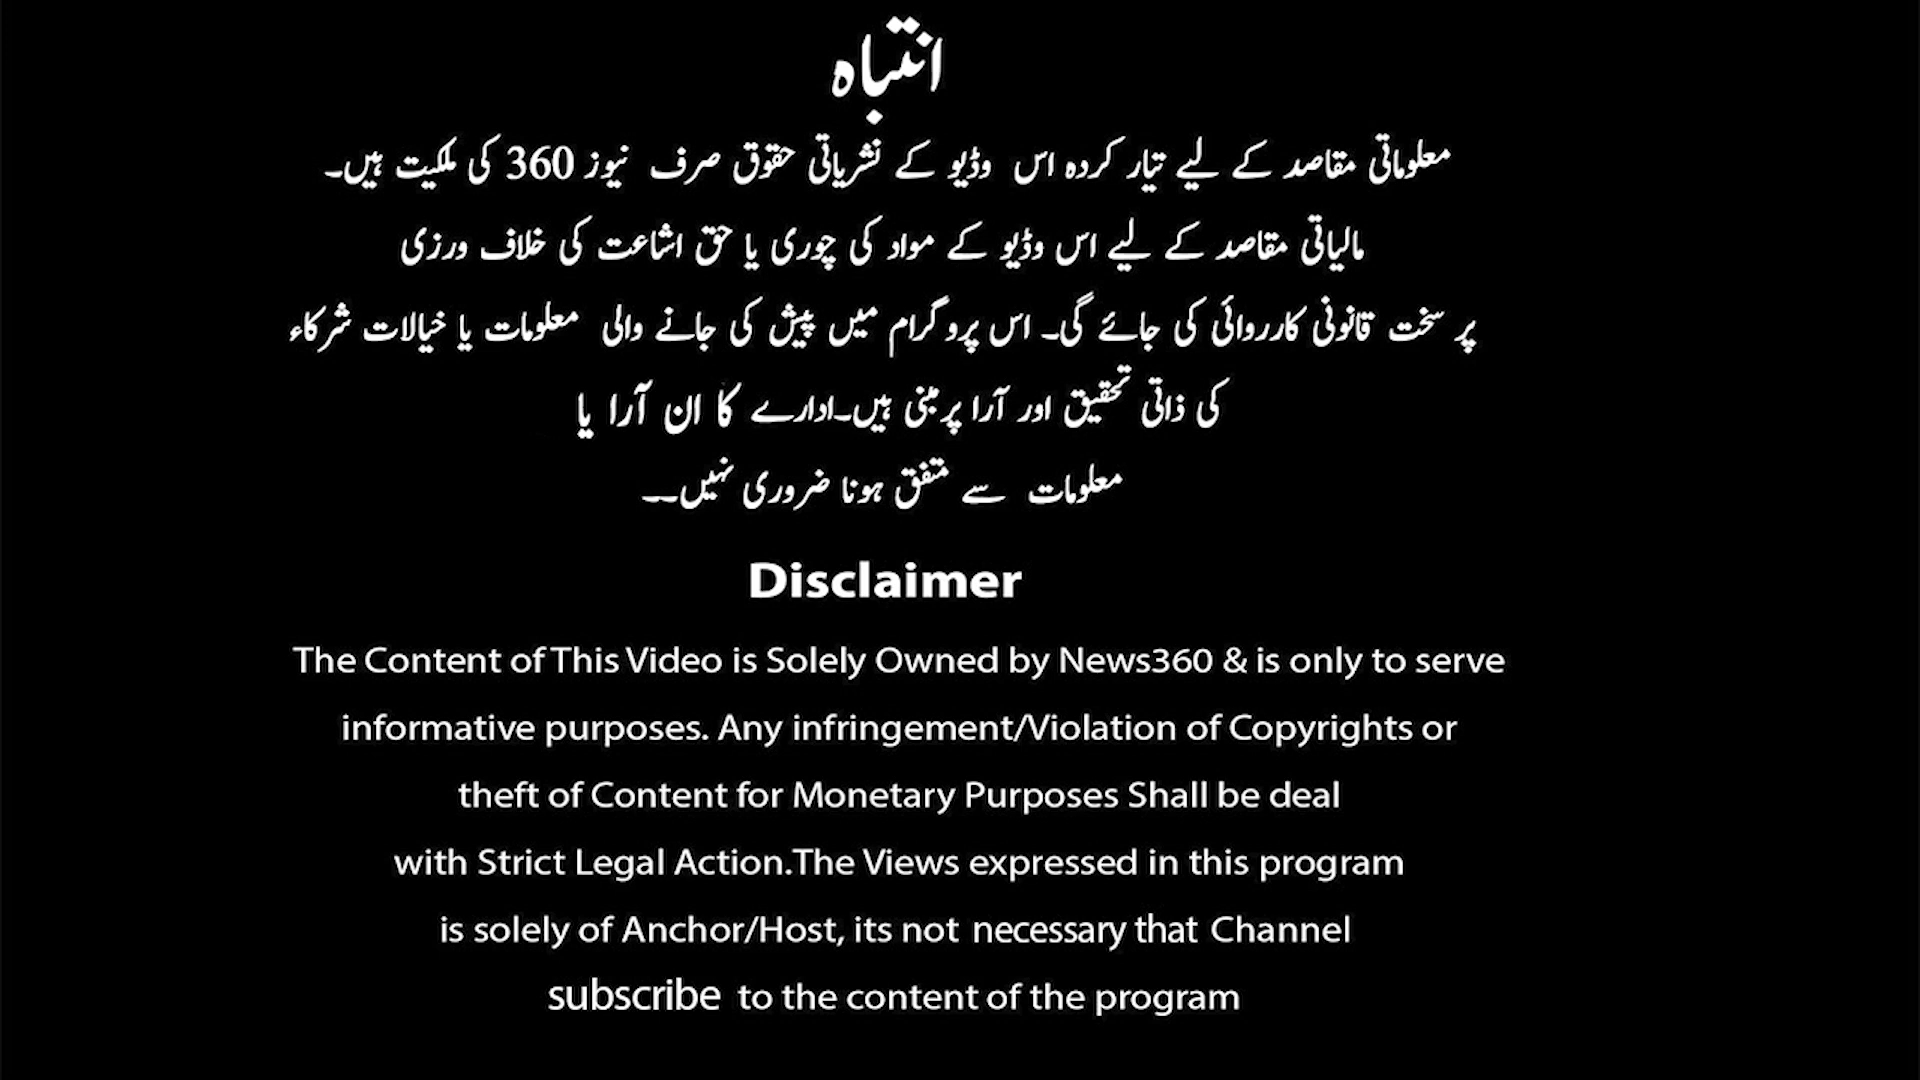 انتباہ
معلوماتی مقاصد کے لیے تیار کردہ اس وڈیو کے نشریاتی حقوق صرف نیوز 360 کی ملکیت ہیں۔
مالیاتی مقاصد کے لیے اس وڈیو کے مواد کی چوری یا حق اشاعت کی خلاف ورزی
پر سخت قانونی کارروائی کی جائے گی۔ اس پروگرام میں پیش کی جانے والی معلومات یا خیالات شرکاء
کی ذاتی تحقیق اور آرا پر مبنی ہیں۔ادارے کا ان آرا یا
معلومات سے متفق ہونا ضروری نہیں۔۔
Disclaimer
The Content of This Video is Solely Owned by News360 & is only to serve
informative purposes. Any infringement/Violation of Copyrights or
theft of Content for Monetary Purposes Shall be deal
with Strict Legal Action.The Views expressed in this program
is solely of Anchor/Host, its not necessary that Channel
subscribe to the content of the program